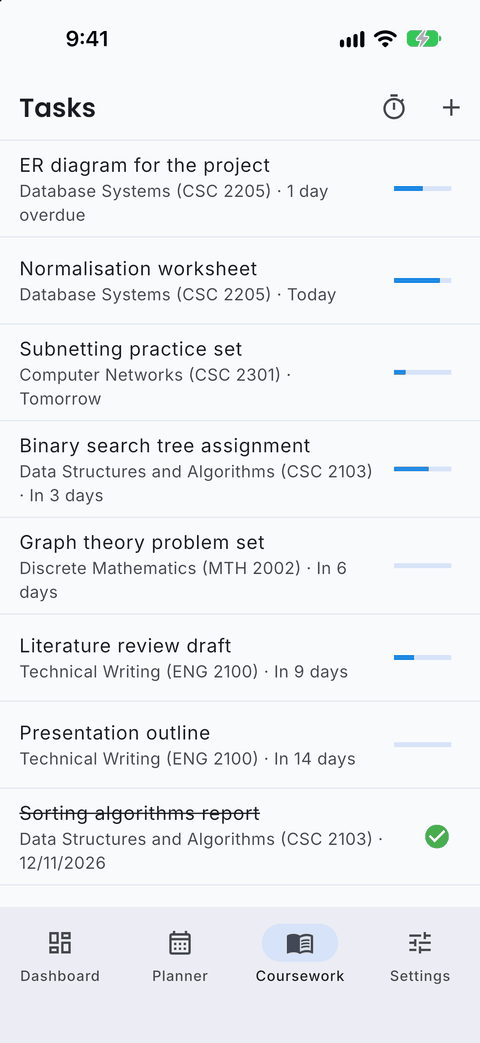 9:41
Tasks
ER diagram for the project
Database Systems (CSC 2205) · 1 day
overdue
Normalisation worksheet
Database Systems (CSC 2205) · Today
Subnetting practice set
Computer Networks (CSC 2301) ·
Tomorrow
Binary search tree assignment
Data Structures and Algorithms (CSC 2103)
· In 3 days
Graph theory problem set
Discrete Mathematics (MTH 2002) · In 6
days
Literature review draft
Technical Writing (ENG 2100) · In 9 days
Presentation outline
Technical Writing (ENG 2100) · In 14 days
Sorting algorithms report
Data Structures and Algorithms (CSC 2103) ·
12/11/2026
Dashboard
Planner
Coursework
Settings